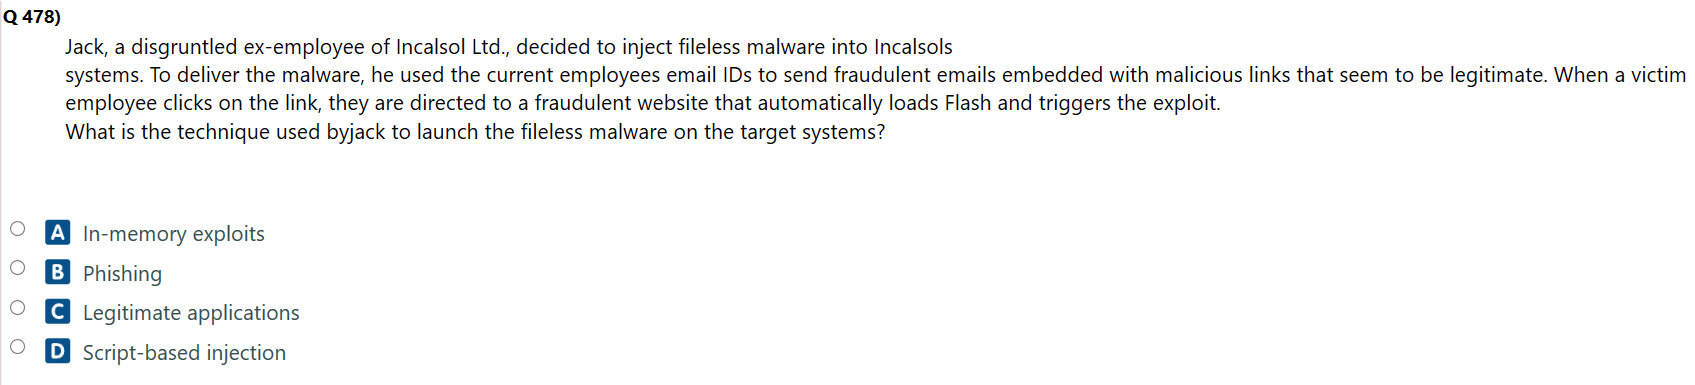 Q 478)
Jack, a disgruntled ex-employee of Incalsol Ltd., decided to inject fileless malware into Incalsols
systems. To deliver the malware, he used the current employees email IDs to send fraudulent emails embedded with malicious links that seem to be legitimate. When a victim
employee clicks on the link, they are directed to a fraudulent website that automatically loads Flash and triggers the exploit.
What is the technique used byjack to launch the fileless malware on the target systems?
A In-memory exploits
B Phishing
C Legitimate applications
D Script-based injection